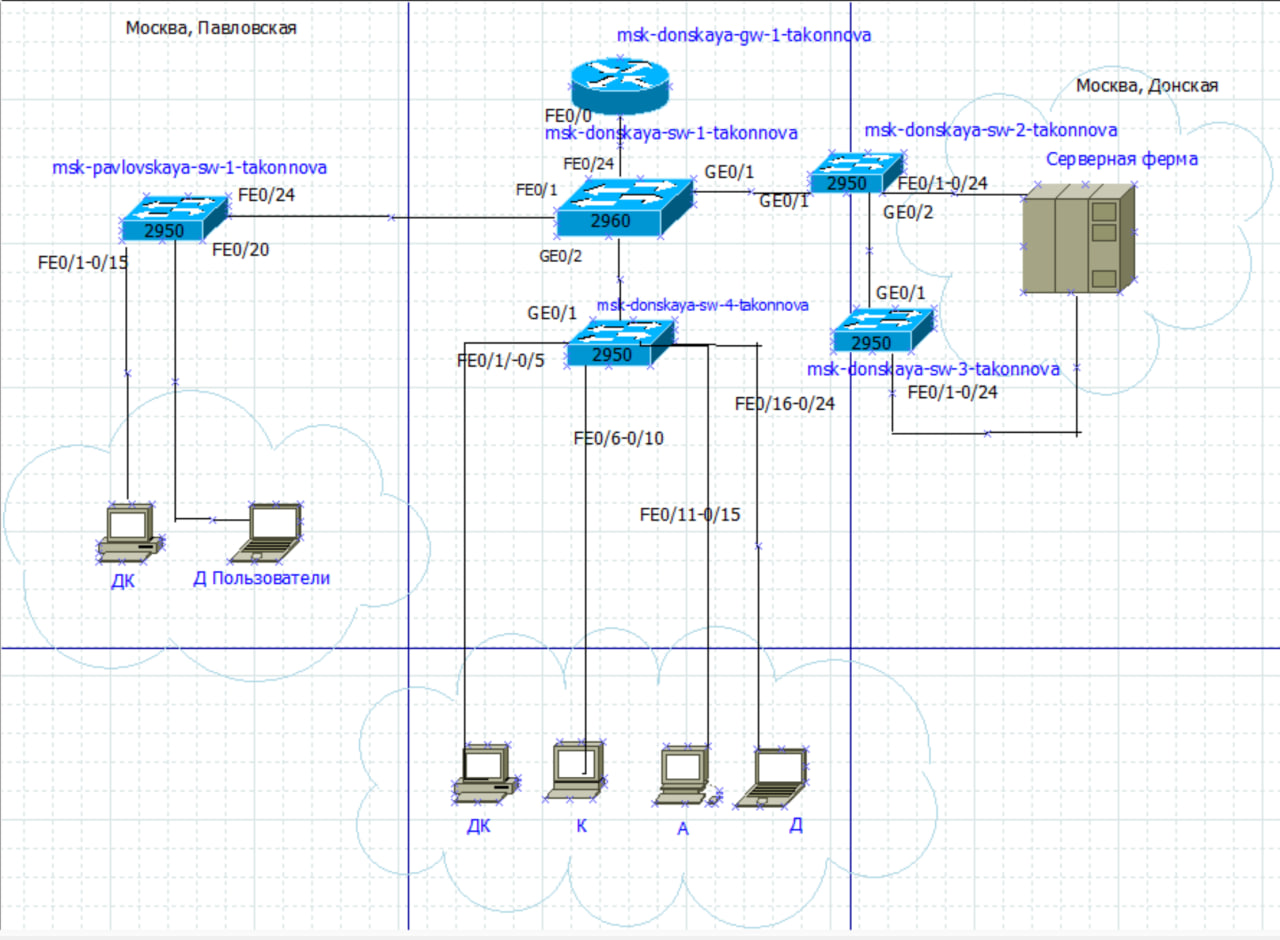 Москва, Павловская
msk-donskaya-gw-1-takonnova
Москва, Донская
FE0/0
msk-donskaya-sw-1-takonnova
msk-donskaya-sw-2-takonnova
Серверная ферма
msk-pavlovskaya-sw-1-takonnova
FE0/24
GE0/1
2950
FE0/1-0/24
FE0/24
FE0/1
GE0/1
GE0/2
2950
2960
FE0/20
FE0/1-0/15
GE0/2
GE0/1
msk-donskaya-sw-4-takonnova
GE0/1
2950
2950
FE0/1/-0/5
msk-donskaya-sw-3-takonnova
FE0/1-0/24
FE0/16-0/24
FE0/6-0/10
FE0/11-0/15
ДК
Д Пользователи
ДК
К
А
Д